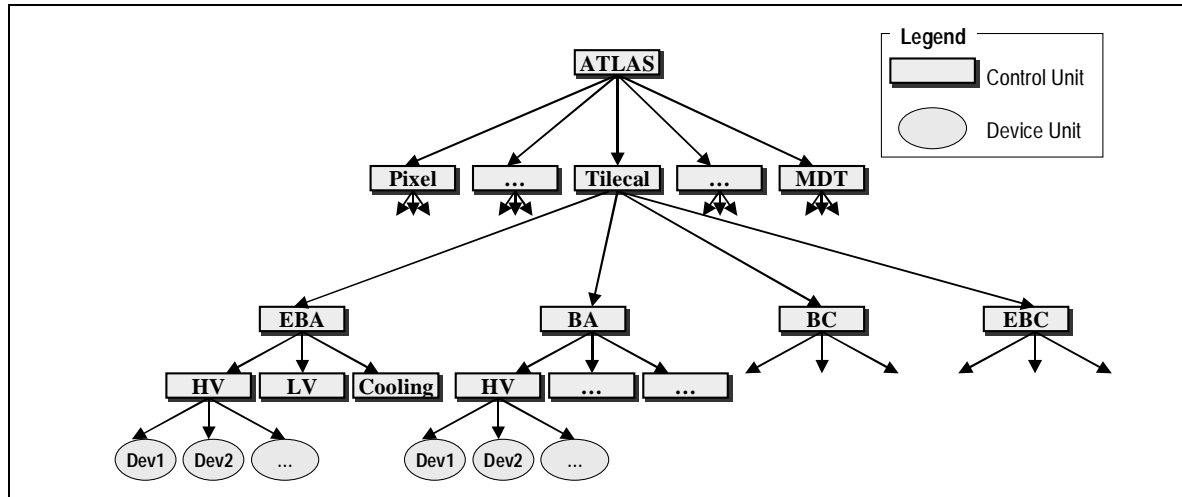 Legend
ATLAS
Control Unit
Device Unit
Pixel ... Tilecal ... MDT
EBA BA BC EBC
HV LV Cooling HV ... ...
Dev1 Dev2 ... Dev1 Dev2 ...